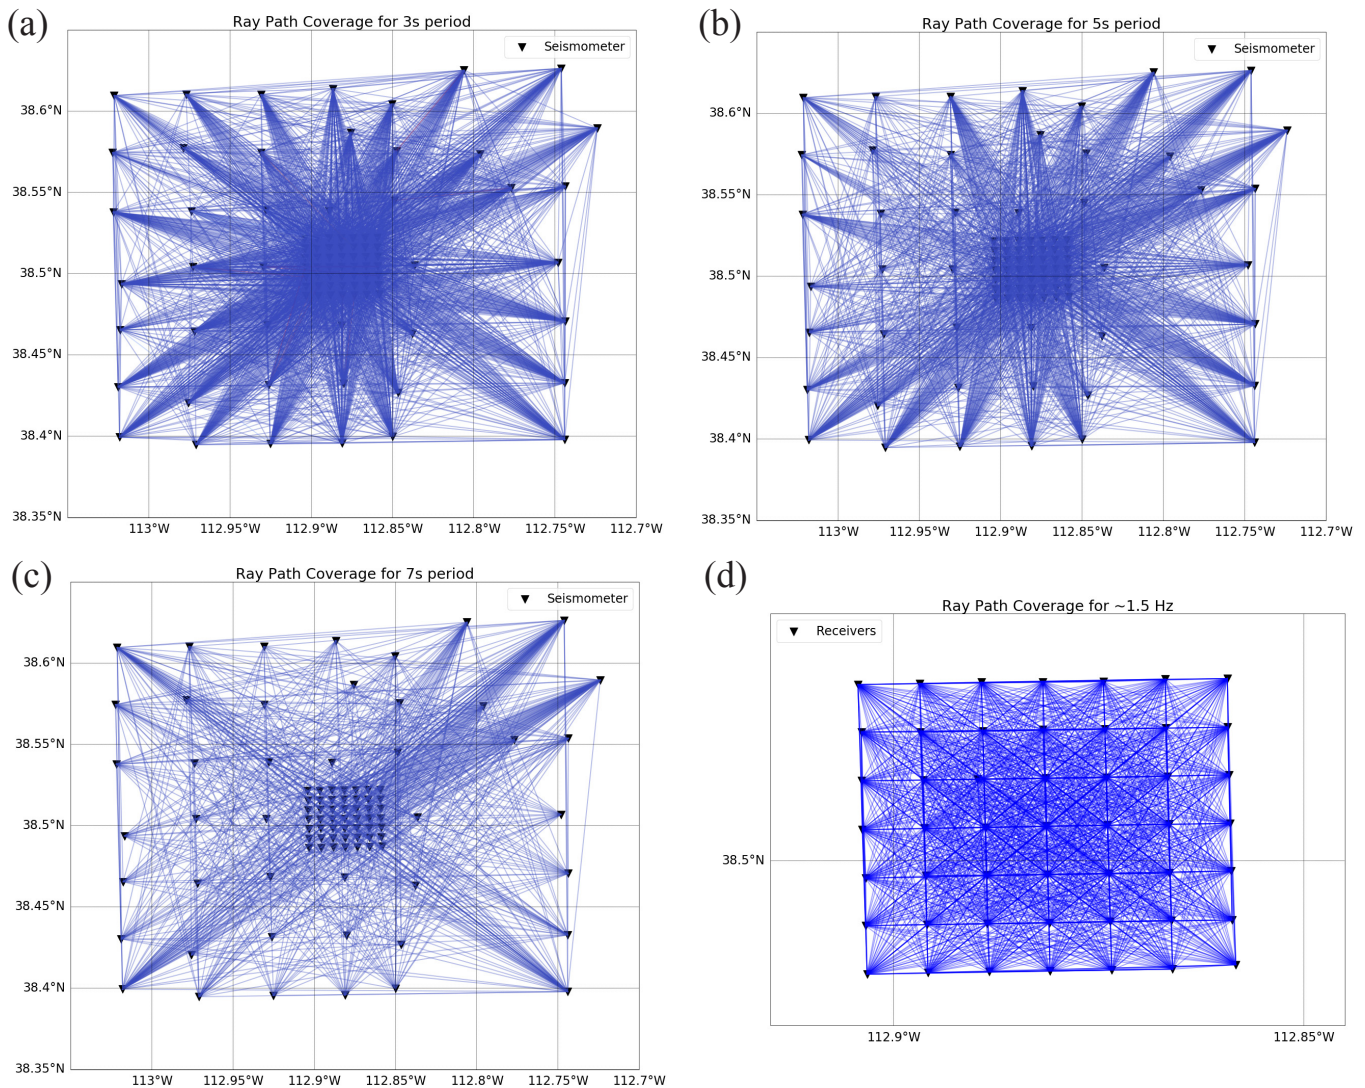 (a)
Ray Path Coverage for 3s period
Seismometer
38.6°N
38.55°N
38.5°N
38.45°N
38.4°N
38.35°N
113°W 112.95°W 112.9°W 112.85°W 112.8°W 112.75°W 112.7°W
(b)
Ray Path Coverage for 5s period
Seismometer
38.6°N
38.55°N
38.5°N
38.45°N
38.4°N
38.35°N
113°W 112.95°W 112.9°W 112.85°W 112.8°W 112.75°W 112.7°W
(c)
Ray Path Coverage for 7s period
Seismometer
38.6°N
38.55°N
38.5°N
38.45°N
38.4°N
38.35°N
113°W 112.95°W 112.9°W 112.85°W 112.8°W 112.75°W 112.7°W
(d)
Ray Path Coverage for ~1.5 Hz
Receivers
38.5°N
112.9°W 112.85°W